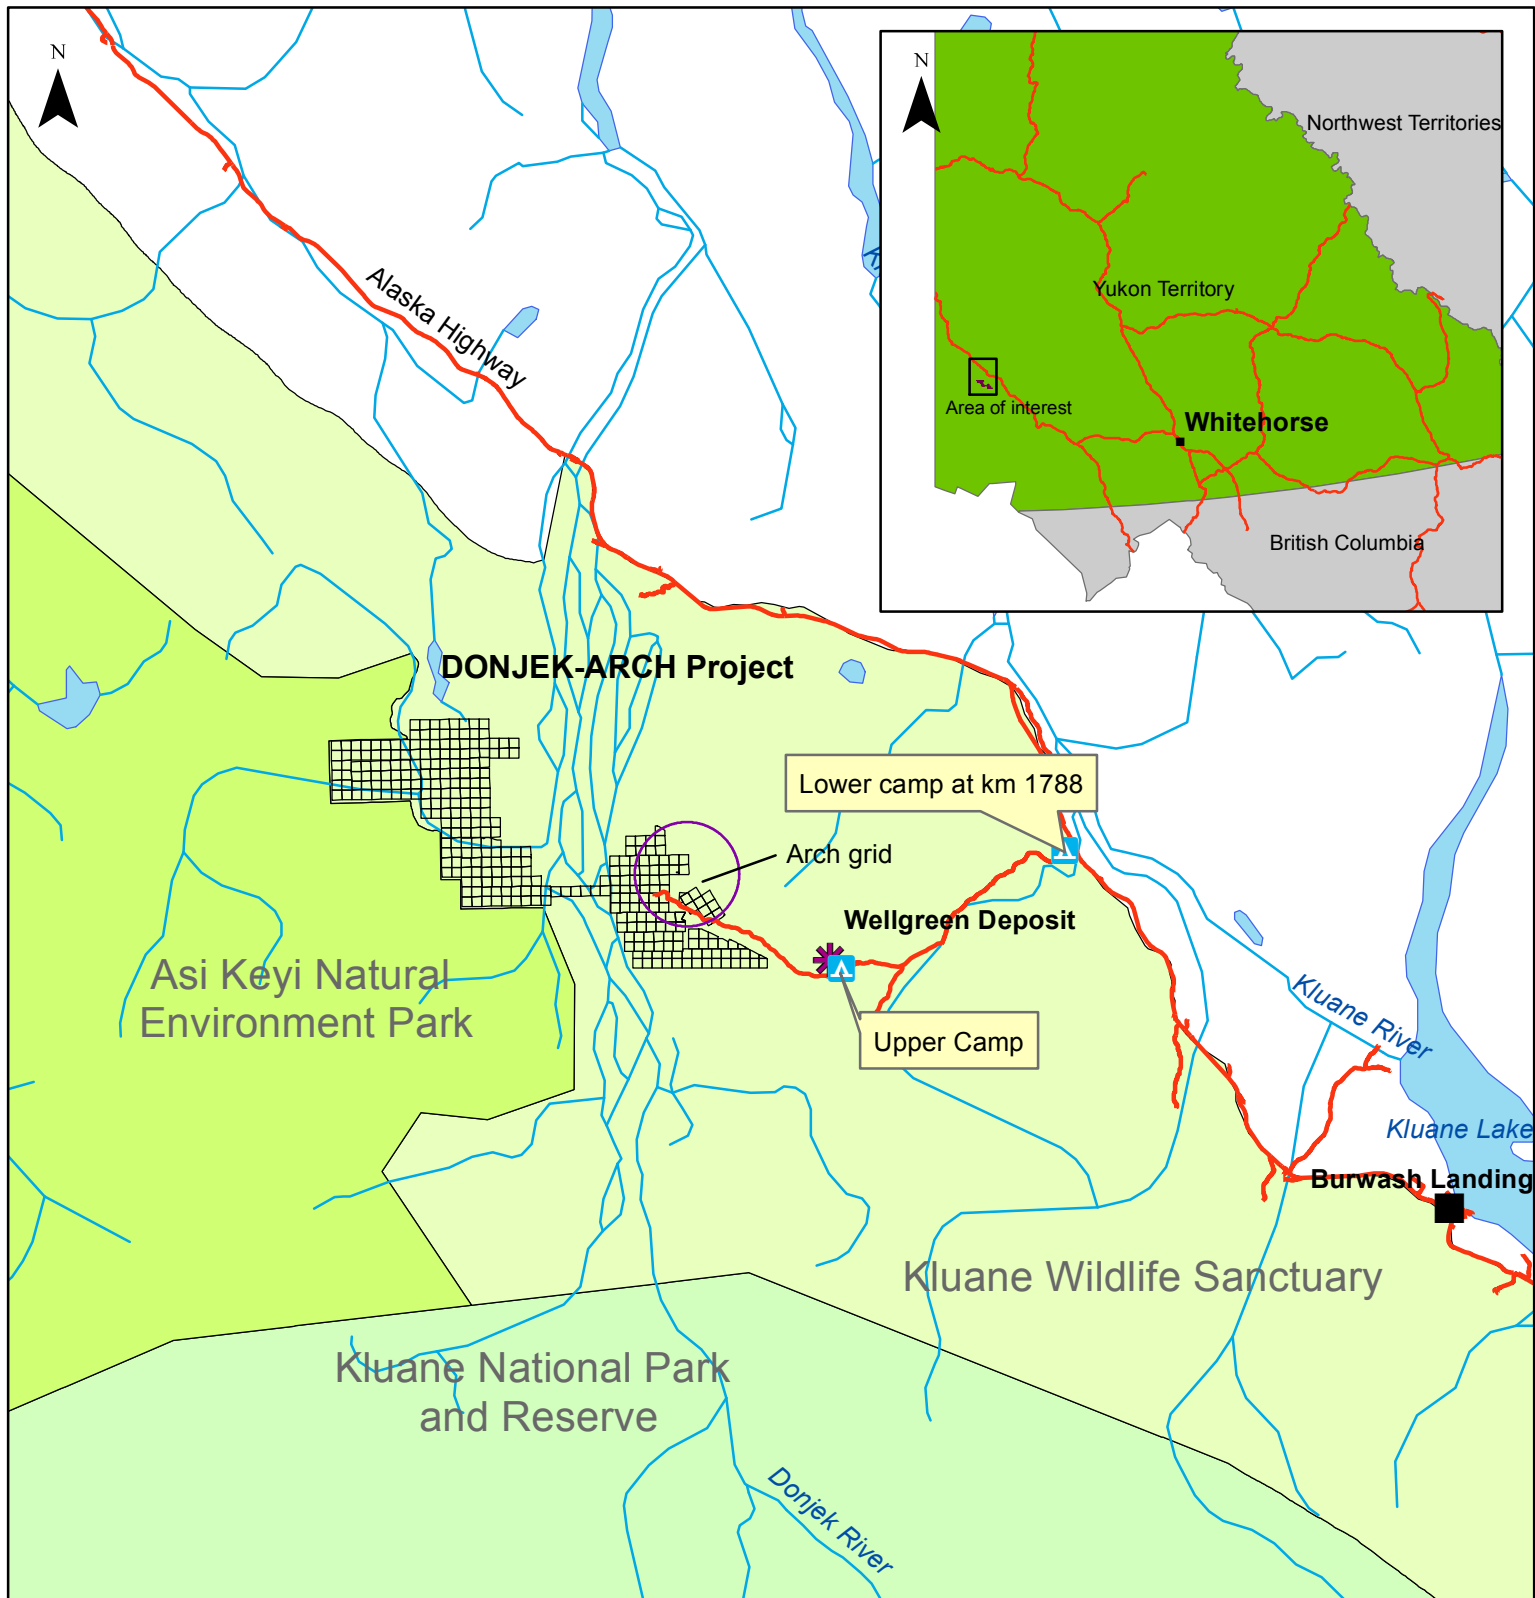 N
N
Northwest Territories
Yukon Territory
Alaska Highway
Area of interest
Whitehorse
British Columbia
DONJEK-ARCH Project
Lower camp at km 1788
Arch grid
Wellgreen Deposit
Asi Keyi Natural
Environment Park
Upper Camp
Kluane River
Kluane Lake
Burwash Landing
Kluane Wildlife Sanctuary
Kluane National Park
and Reserve
Donjek River